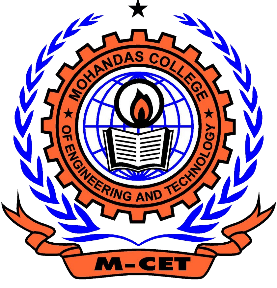 MOHANDAS COLLEGE
OF ENGINEERING AND TECHNOLOGY
M-CET